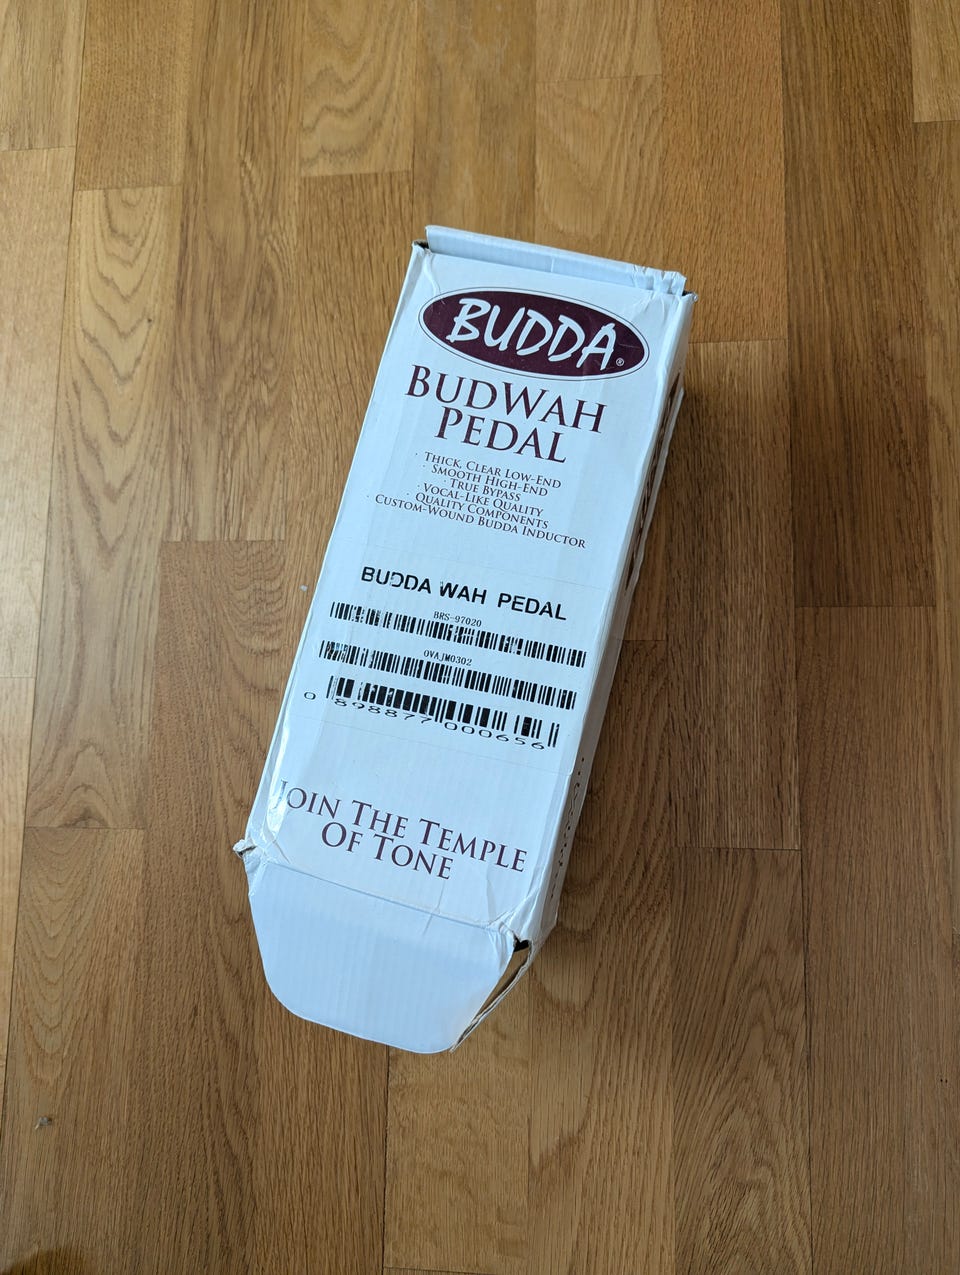 BUDDA®
BUDWAH
PEDAL
· THICK, CLEAR LOW-END
· SMOOTH HIGH-END
· TRUE BYPASS
· VOCAL-LIKE QUALITY
· QUALITY COMPONENTS
· CUSTOM-WOUND BUDDA INDUCTOR
BUDDA WAH PEDAL
BRS-97020
0VAJM0302
0 898877 000656
JOIN THE TEMPLE
OF TONE